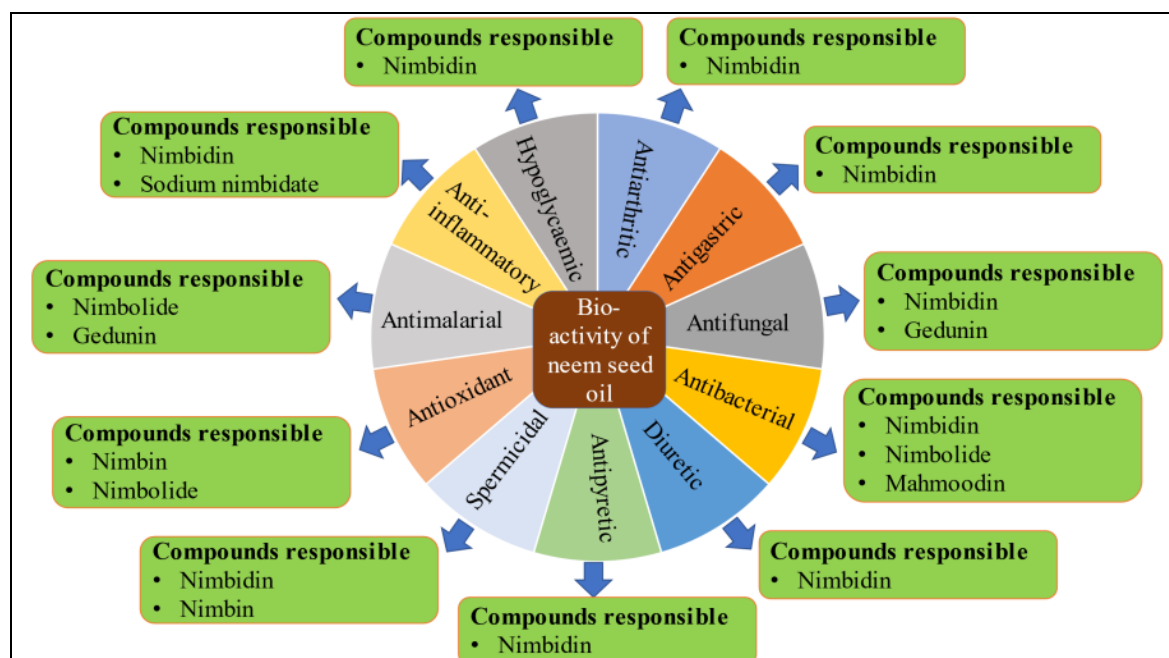 Compounds responsible
• Nimbidin
Compounds responsible
• Nimbidin
Compounds responsible
• Nimbidin
• Sodium nimbidate
Compounds responsible
• Nimbidin
Compounds responsible
• Nimbolide
• Gedunin
Compounds responsible
• Nimbidin
• Gedunin
Compounds responsible
• Nimbin
• Nimbolide
Compounds responsible
• Nimbidin
• Nimbolide
• Mahmoodin
Compounds responsible
• Nimbidin
• Nimbin
Compounds responsible
• Nimbidin
Compounds responsible
• Nimbidin
Hypoglycaemic
Antiarthritic
Antigastric
Antifungal
Antibacterial
Diuretic
Antipyretic
Spermicidal
Antioxidant
Antimalarial
Anti-
inflammatory
Bio-
activity of
neem seed
oil